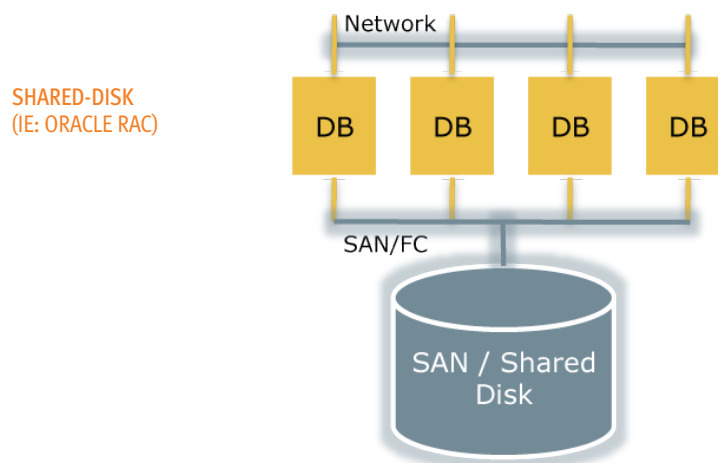 Network
SHARED-DISK
(IE: ORACLE RAC)
DB
DB
DB
DB
SAN/FC
SAN / Shared
Disk